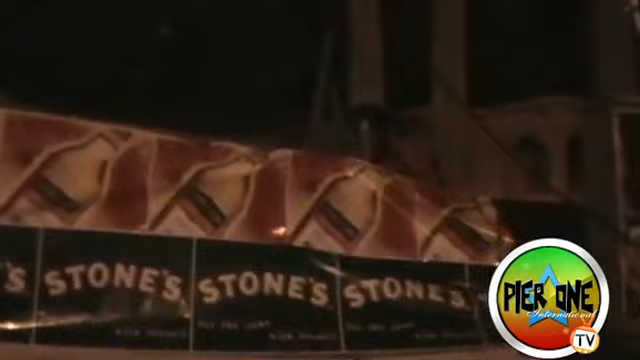 'S STONE'S STONE'S STONE'S
PIER ONE
International
TV